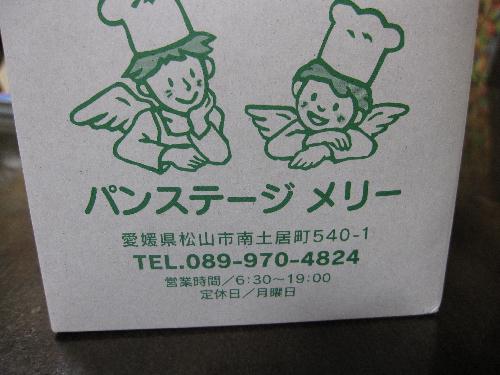 パンステージ メリー
愛媛県松山市南土居町540-1
TEL.089-970-4824
営業時間／6:30～19:00
定休日／月曜日